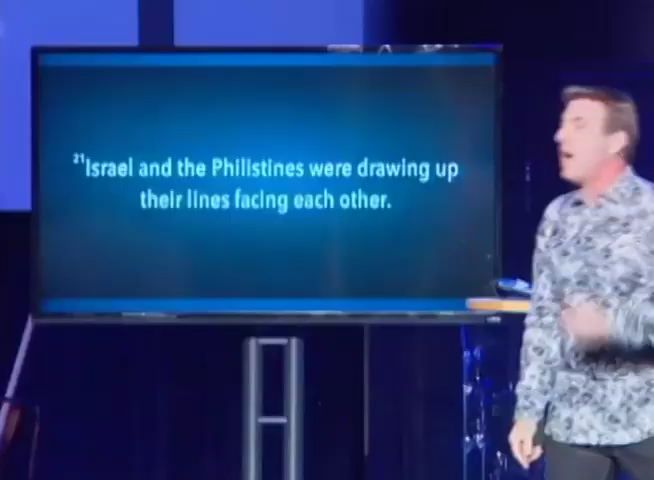 ²¹Israel and the Philistines were drawing up
their lines facing each other.